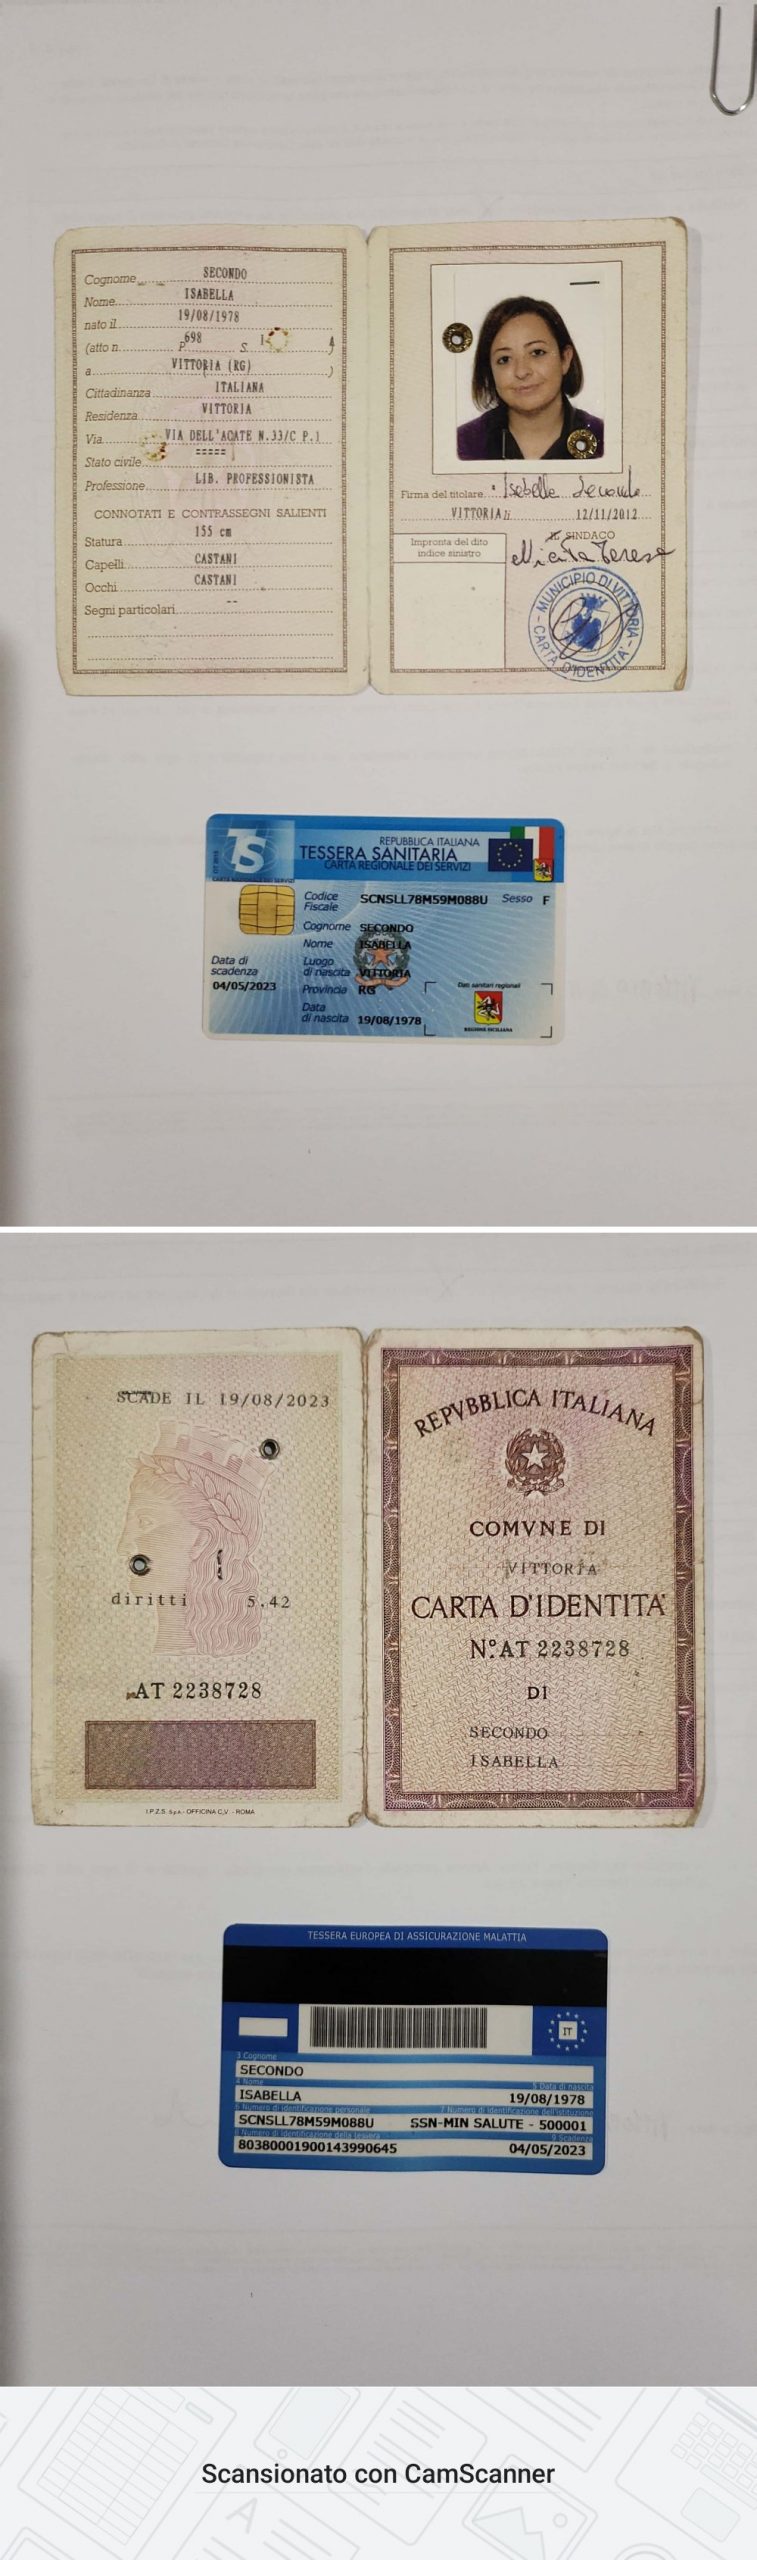 Cognome SECONDO
Nome ISABELLA
nato il 19/08/1978
(atto n. 698 P. S. I )
a VITTORIA (RG) )
Cittadinanza ITALIANA
Residenza VITTORIA
Via VIA DELL'ACATE N.33/C P.1
Stato civile =====
Professione LIB. PROFESSIONISTA
CONNOTATI E CONTRASSEGNI SALIENTI
Statura 155 cm
Capelli CASTANI
Occhi CASTANI
Segni particolari --
Firma del titolare Isabella Secondo
VITTORIA li 12/11/2012
Impronta del dito
indice sinistro
IL SINDACO
MUNICIPIO DI VITTORIA
CARTA D'IDENTITA'
TS
CARTA NAZIONALE DEI SERVIZI
REPUBBLICA ITALIANA
TESSERA SANITARIA
CARTA REGIONALE DEI SERVIZI
Codice
Fiscale SCNSLL78M59M088U Sesso F
Cognome SECONDO
Nome ISABELLA
Data di
scadenza
04/05/2023
Luogo
di nascita VITTORIA
Provincia RG
Data
di nascita 19/08/1978
Dati sanitari regionali
REGIONE SICILIANA
SCADE IL 19/08/2023
diritti 5.42
AT 2238728
I.P.Z.S. S.p.A. - OFFICINA C.V. - ROMA
REPVBBLICA ITALIANA
COMVNE DI
VITTORIA
CARTA D'IDENTITA'
N° AT 2238728
DI
SECONDO
ISABELLA
TESSERA EUROPEA DI ASSICURAZIONE MALATTIA
IT
3 Cognome
SECONDO
4 Nome 5 Data di nascita
ISABELLA 19/08/1978
6 Numero di identificazione personale 7 Numero di identificazione dell'istituzione
SCNSLL78M59M088U SSN-MIN SALUTE - 500001
8 Numero di identificazione della tessera 9 Scadenza
80380001900143990645 04/05/2023
Scansionato con CamScanner